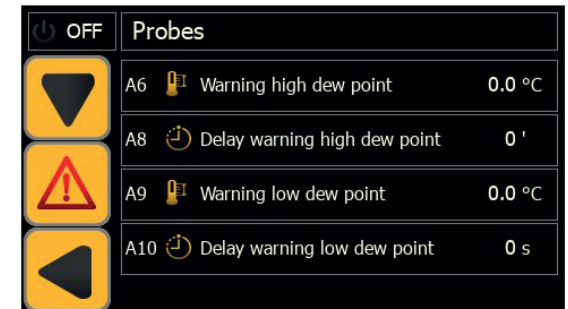 OFF Probes
A6 Warning high dew point 0.0 °C
A8 Delay warning high dew point 0 '
A9 Warning low dew point 0.0 °C
A10 Delay warning low dew point 0 s